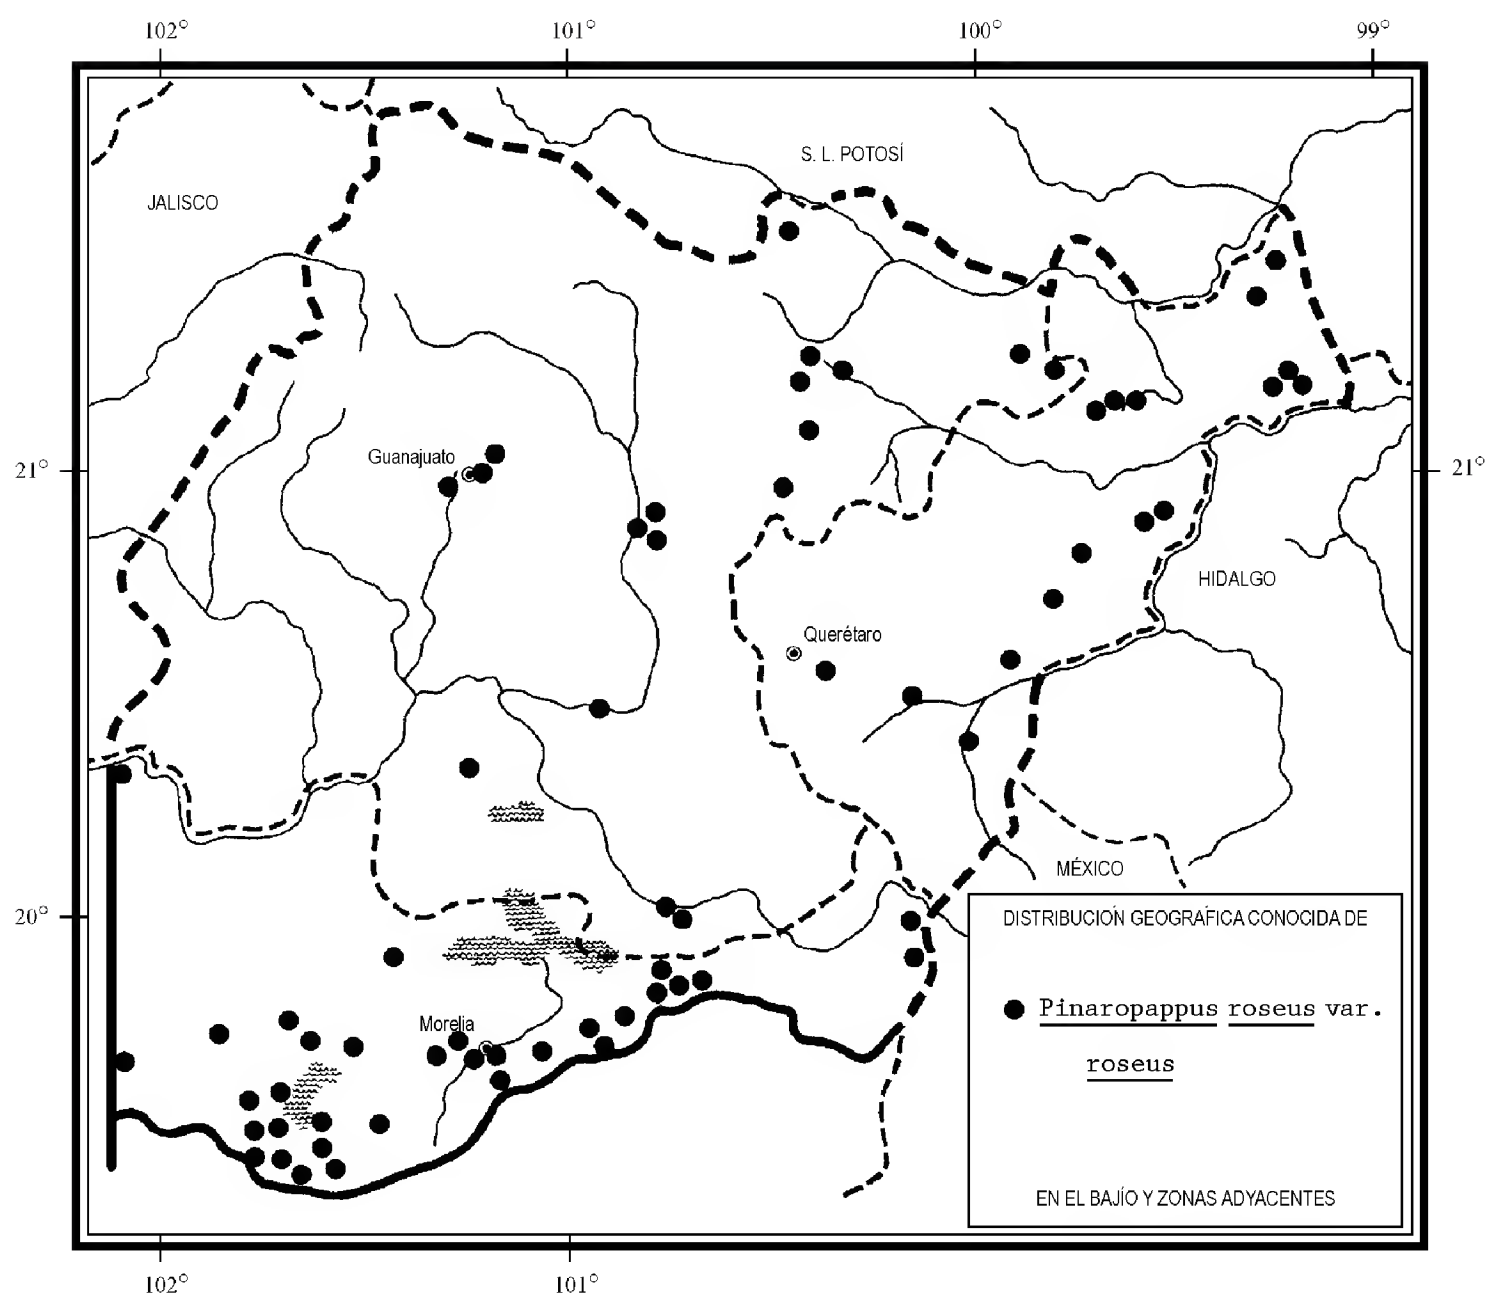 102° 101° 100° 99°
S. L. POTOSÍ
JALISCO
Guanajuato
21° 21°
HIDALGO
Querétaro
MÉXICO
20°
DISTRIBUCIÓN GEOGRÁFICA CONOCIDA DE
Pinaropappus roseus var.
roseus
Morelia
EN EL BAJÍO Y ZONAS ADYACENTES
102° 101°